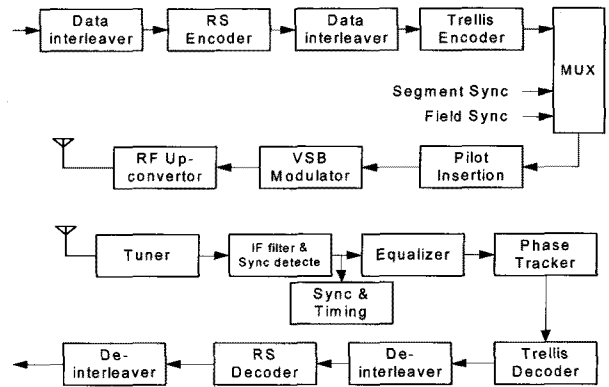 Data
interleaver
RS
Encoder
Data
interleaver
Trellis
Encoder
MUX
Segment Sync
Field Sync
RF Up-
convertor
VSB
Modulator
Pilot
Insertion
Tuner
IF filter &
Sync detecte
Equalizer
Phase
Tracker
Sync &
Timing
De-
interleaver
RS
Decoder
De-
interleaver
Trellis
Decoder